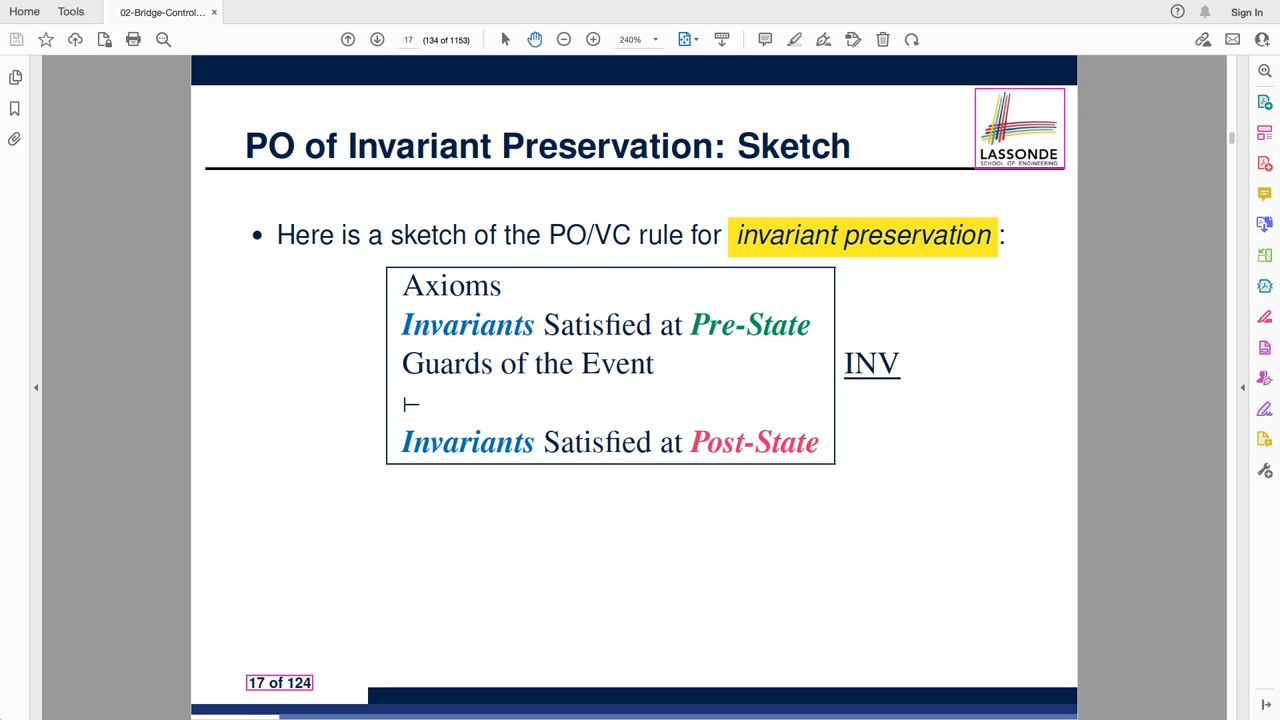 Home
Tools
02-Bridge-Control... ×
Sign In
17 (134 of 1153)
240%
PO of Invariant Preservation: Sketch
LASSONDE
SCHOOL OF ENGINEERING
• Here is a sketch of the PO/VC rule for invariant preservation :
Axioms
Invariants Satisfied at Pre-State
Guards of the Event
INV
⊢
Invariants Satisfied at Post-State
17 of 124